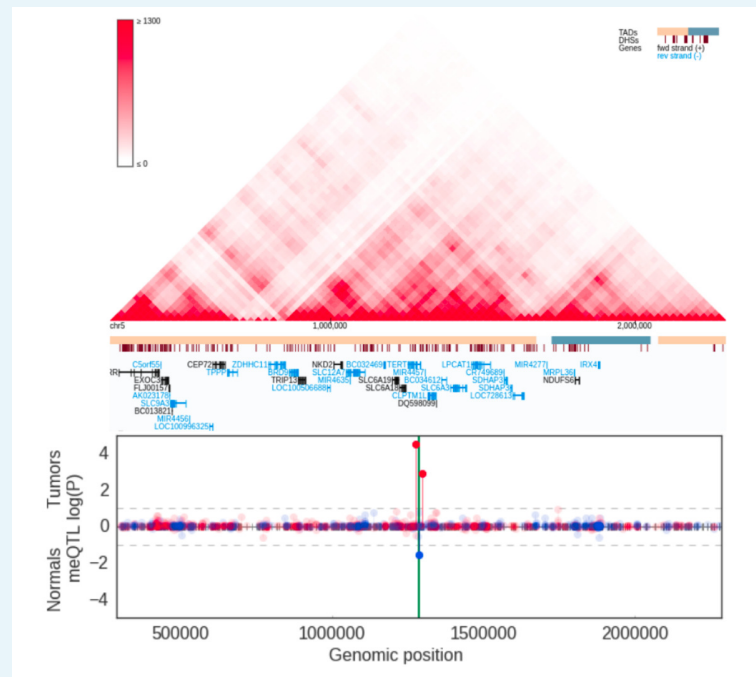 ≥ 1300
≤ 0
TADs
DHSs
Genes fwd strand (+)
rev strand (-)
chr5 1,000,000 2,000,000
C5orf55 CEP72 ZDHHC11 NKD2 BC032469 TERT LPCAT1 MIR4277 IRX4
TPPP BRD9 SLC12A7 MIR4457 CR749689 MRPL36
EXOC3 TRIP13 MIR4635 SLC6A19 BC034612 SDHAP3 NDUFS6
FLJ00157 LOC100506688 SLC6A18 SLC6A3 SDHAP3
AK023178 CLPTM1L LOC728613
SLC9A3 DQ598099
BC013821
MIR4456
LOC100996325
Normals Tumors
meQTL log(P)
4
2
0
−2
−4
500000 1000000 1500000 2000000
Genomic position